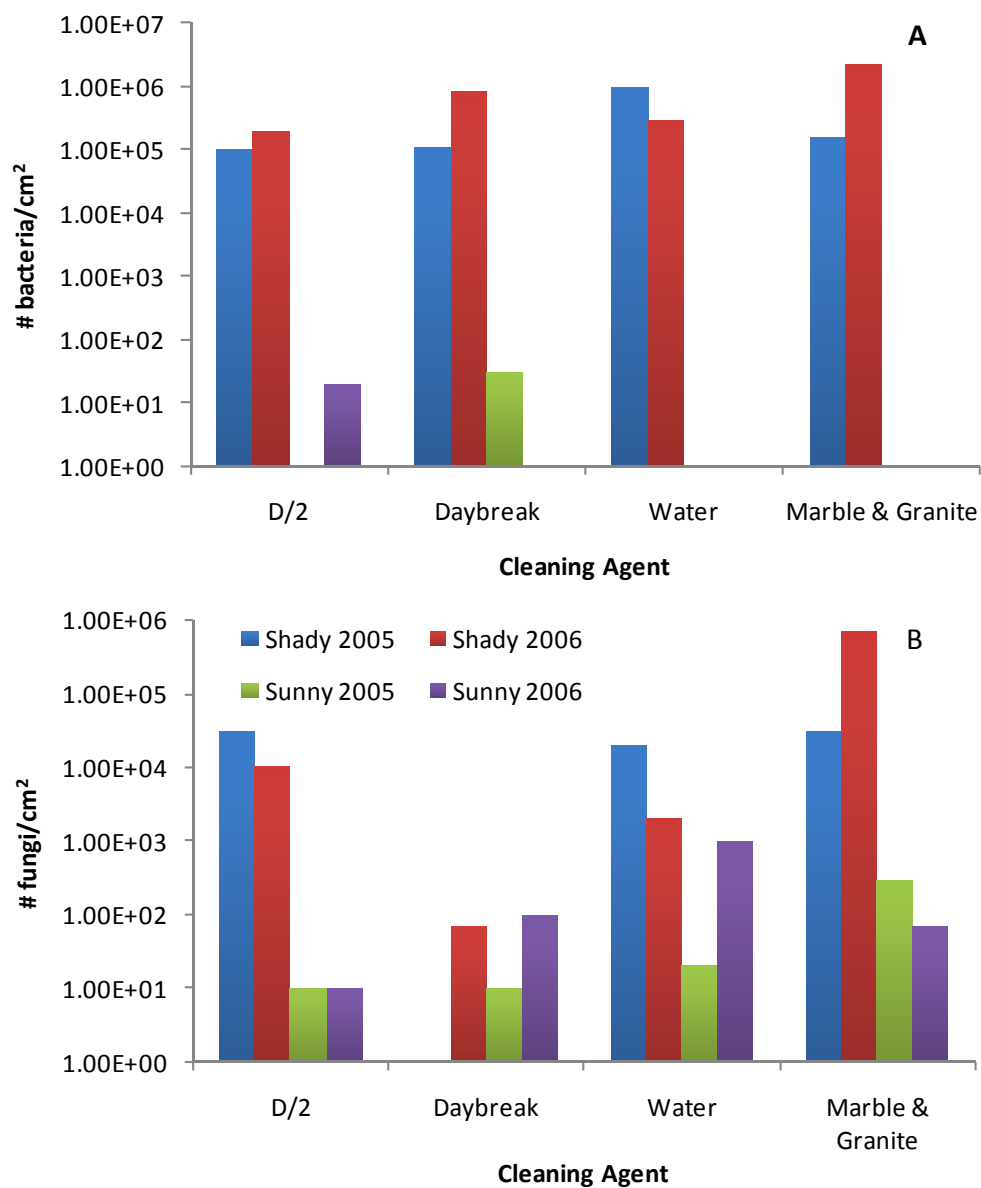 A
1.00E+07
1.00E+06
1.00E+05
1.00E+04
1.00E+03
1.00E+02
1.00E+01
1.00E+00
# bacteria/cm²
D/2 Daybreak Water Marble & Granite
Cleaning Agent
B
1.00E+06
1.00E+05
1.00E+04
1.00E+03
1.00E+02
1.00E+01
1.00E+00
# fungi/cm²
Shady 2005 Shady 2006
Sunny 2005 Sunny 2006
D/2 Daybreak Water Marble &
Granite
Cleaning Agent